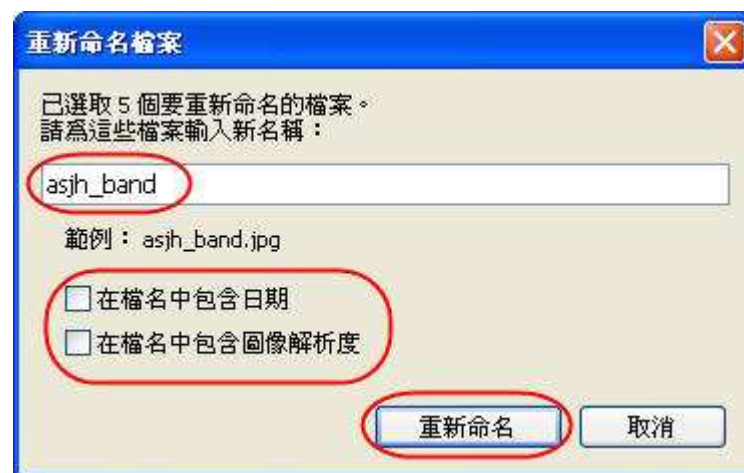 重新命名檔案
已選取 5 個要重新命名的檔案。
請為這些檔案輸入新名稱：
asjh_band
範例： asjh_band.jpg
在檔名中包含日期
在檔名中包含圖像解析度
重新命名
取消